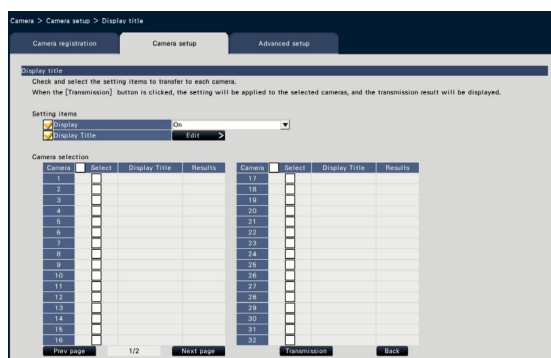 Camera > Camera setup > Display title
Camera registration
Camera setup
Advanced setup
Display title
Check and select the setting items to transfer to each camera.
When the [Transmission] button is clicked, the setting will be applied to the selected cameras, and the transmission result will be displayed.
Setting items
Display On
Display Title Edit >
Camera selection
Camera Select Display Title Results Camera Select Display Title Results
1 17
2 18
3 19
4 20
5 21
6 22
7 23
8 24
9 25
10 26
11 27
12 28
13 29
14 30
15 31
16 32
Prev page 1/2 Next page Transmission Back